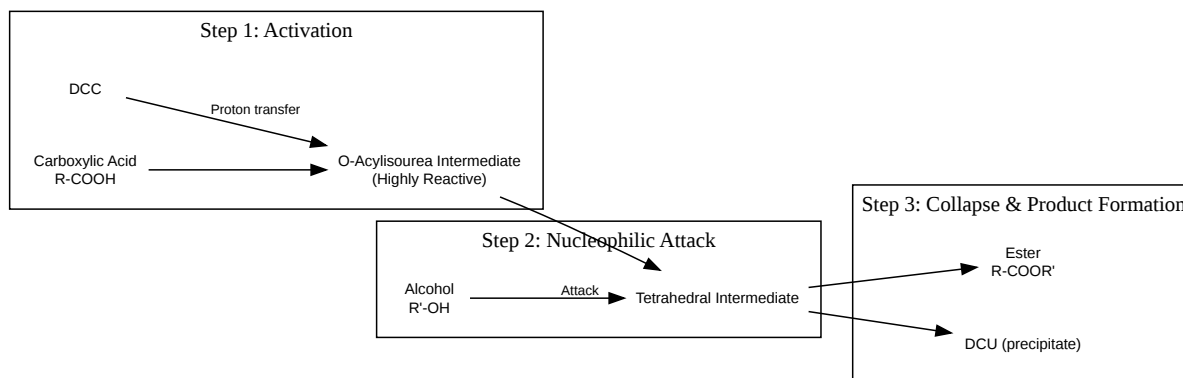 Step 1: Activation
DCC
Proton transfer
Carboxylic Acid
R-COOH
O-Acylisourea Intermediate
(Highly Reactive)
Step 2: Nucleophilic Attack
Alcohol
R'-OH
Attack
Tetrahedral Intermediate
Step 3: Collapse & Product Formation
Ester
R-COOR'
DCU (precipitate)